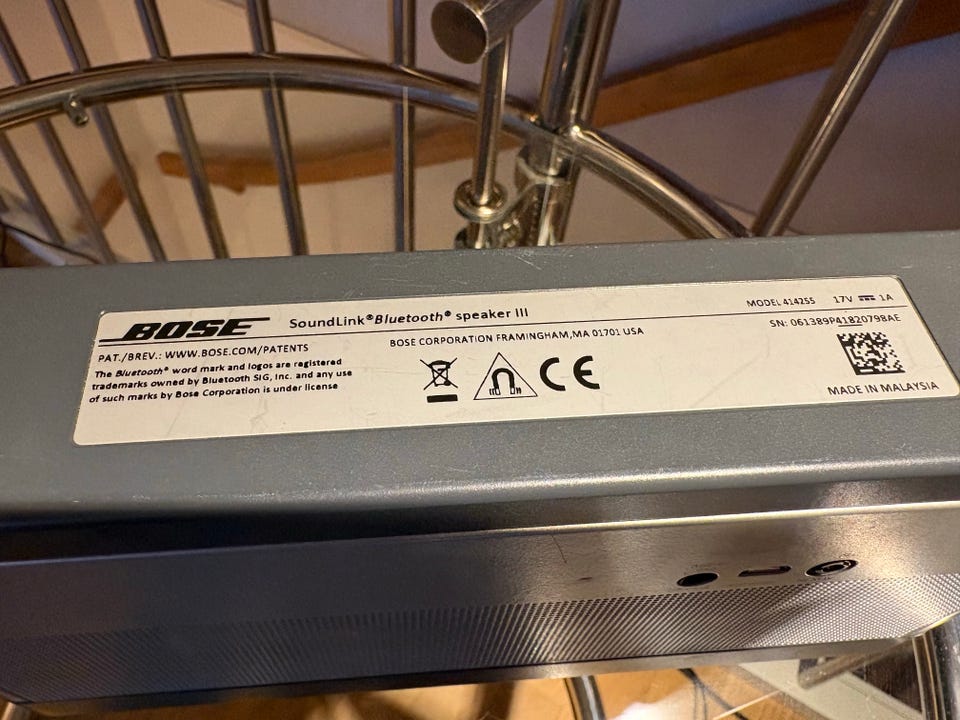 BOSE SoundLink® Bluetooth® speaker III MODEL 414255 17V ⎓ 1A
PAT./BREV.: WWW.BOSE.COM/PATENTS
The Bluetooth® word mark and logos are registered
trademarks owned by Bluetooth SIG, Inc. and any use
of such marks by Bose Corporation is under license
BOSE CORPORATION FRAMINGHAM,MA 01701 USA
CE
SN: 061389P41820798AE
MADE IN MALAYSIA